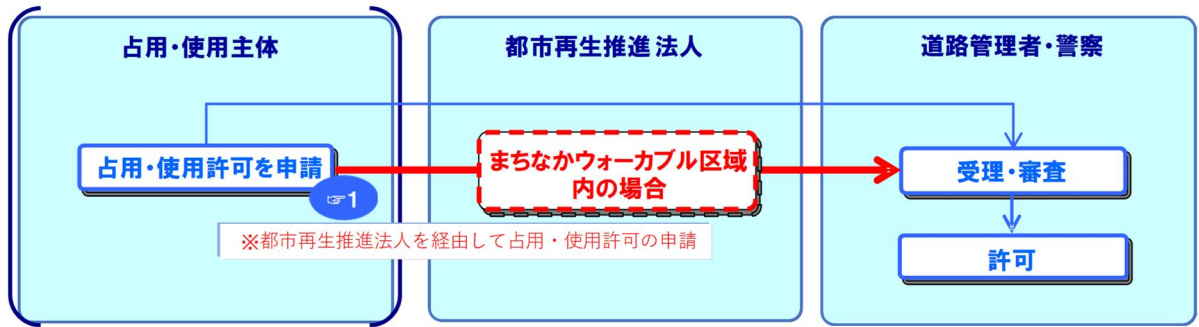 占用・使用主体
都市再生推進法人
道路管理者・警察
占用・使用許可を申請
まちなかウォーカブル区域
内の場合
受理・審査
☞1
※都市再生推進法人を経由して占用・使用許可の申請
許可